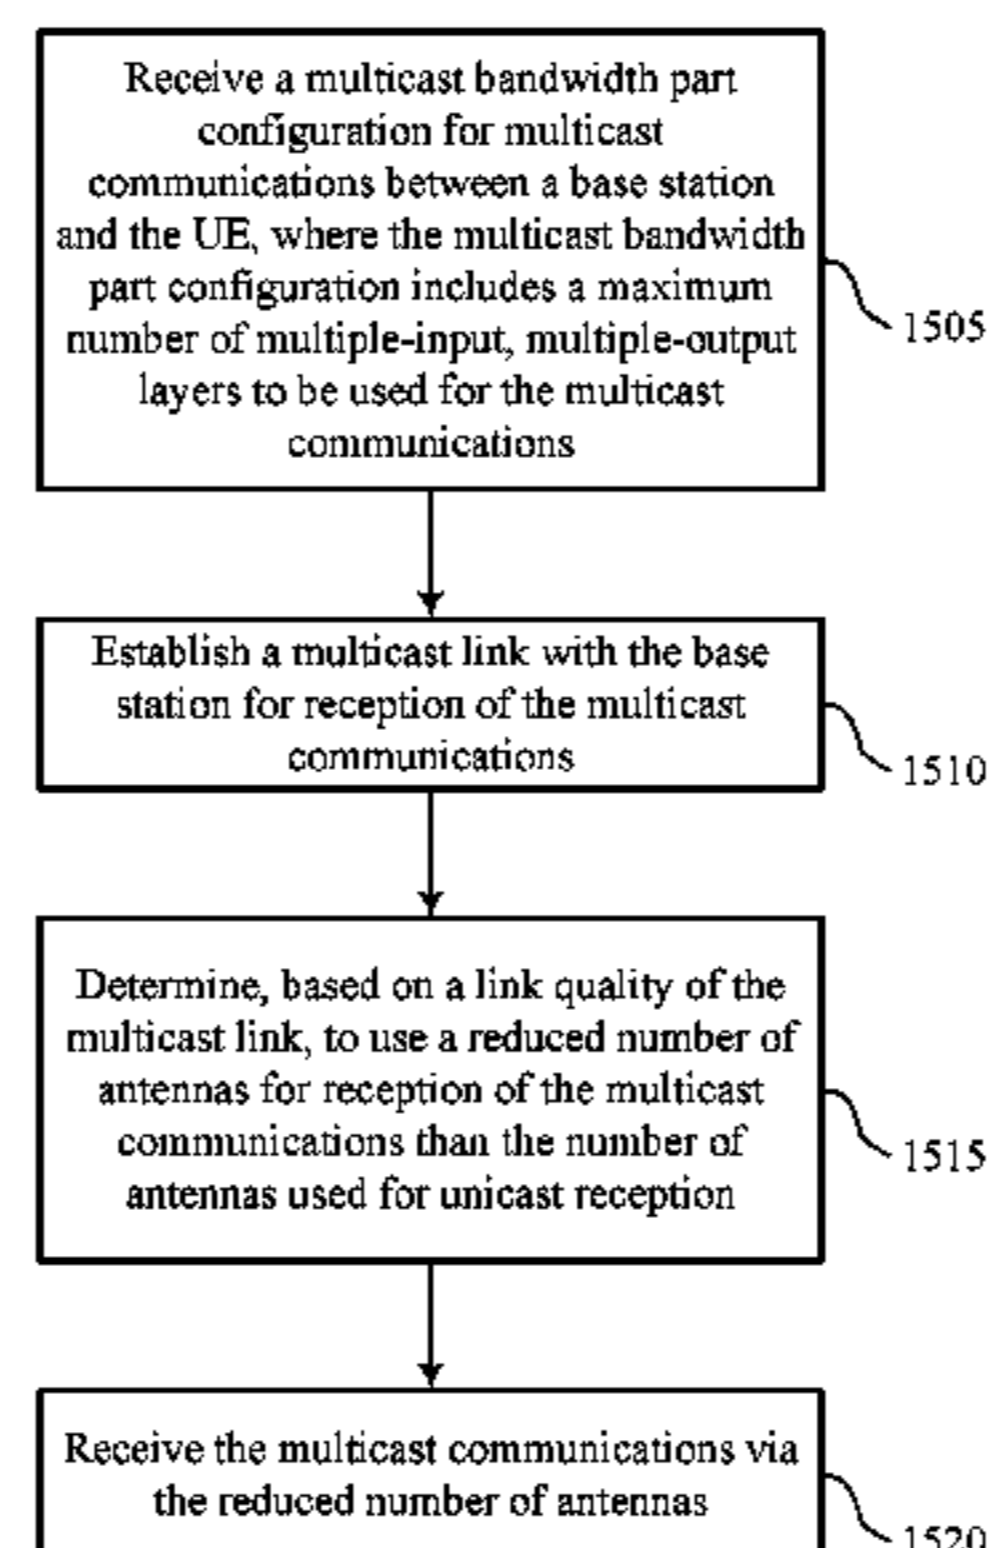 Receive a multicast bandwidth part
configuration for multicast
communications between a base station
and the UE, where the multicast bandwidth
part configuration includes a maximum
number of multiple-input, multiple-output
layers to be used for the multicast
communications
1505
Establish a multicast link with the base
station for reception of the multicast
communications
1510
Determine, based on a link quality of the
multicast link, to use a reduced number of
antennas for reception of the multicast
communications than the number of
antennas used for unicast reception
1515
Receive the multicast communications via
the reduced number of antennas
1520